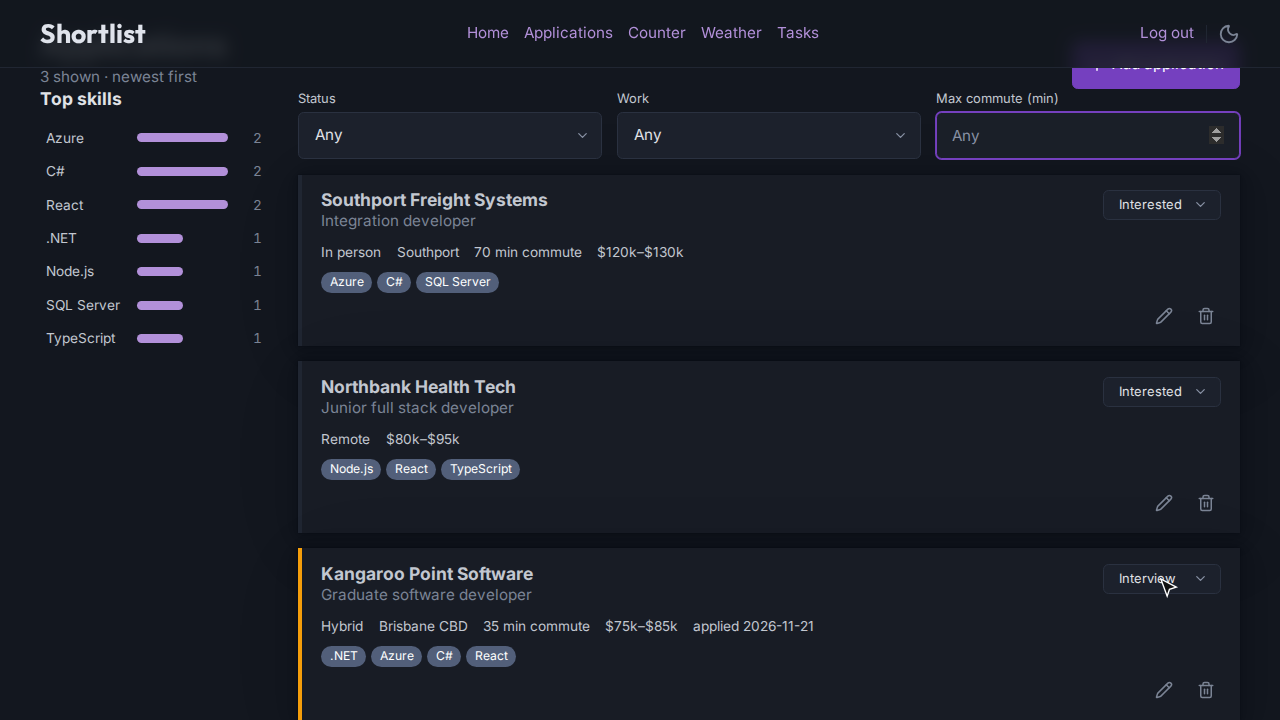 Shortlist
Home Applications Counter Weather Tasks
Log out
3 shown · newest first
Add application
Top skills
Azure 2
C# 2
React 2
.NET 1
Node.js 1
SQL Server 1
TypeScript 1
Status Work Max commute (min)
Any Any Any
Southport Freight Systems
Interested
Integration developer
In person Southport 70 min commute $120k–$130k
Azure C# SQL Server
Northbank Health Tech
Interested
Junior full stack developer
Remote $80k–$95k
Node.js React TypeScript
Kangaroo Point Software
Interview
Graduate software developer
Hybrid Brisbane CBD 35 min commute $75k–$85k applied 2026-11-21
.NET Azure C# React